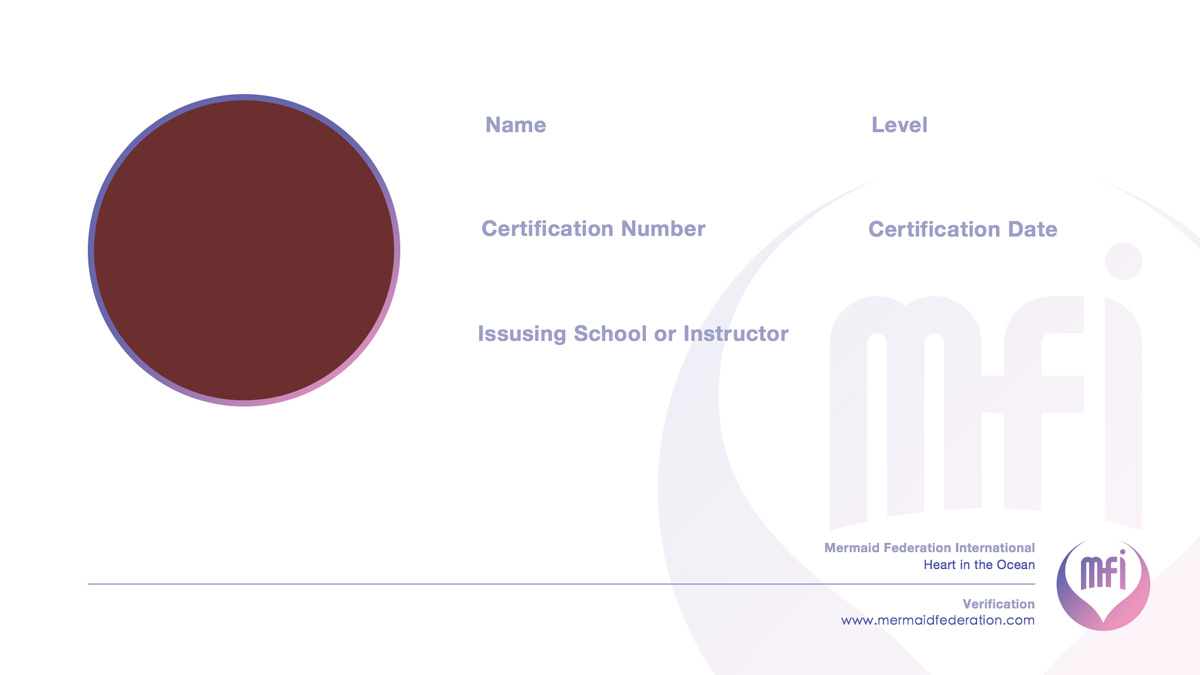 Name
Level
Certification Number
Certification Date
Issusing School or Instructor
mfi
Mermaid Federation International
Heart in the Ocean
mfi
Verification
www.mermaidfederation.com